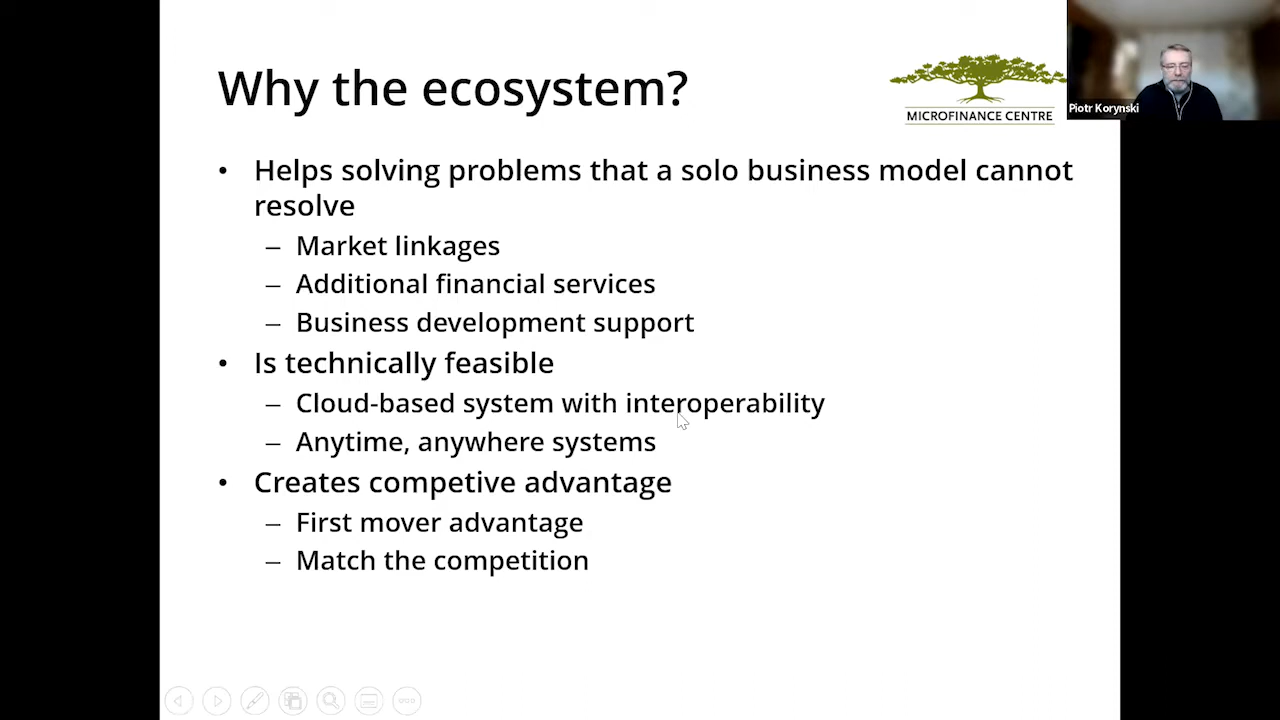 Why the ecosystem?
MICROFINANCE CENTRE
Piotr Korynski
• Helps solving problems that a solo business model cannot
resolve
– Market linkages
– Additional financial services
– Business development support
• Is technically feasible
– Cloud-based system with interoperability
– Anytime, anywhere systems
• Creates competive advantage
– First mover advantage
– Match the competition